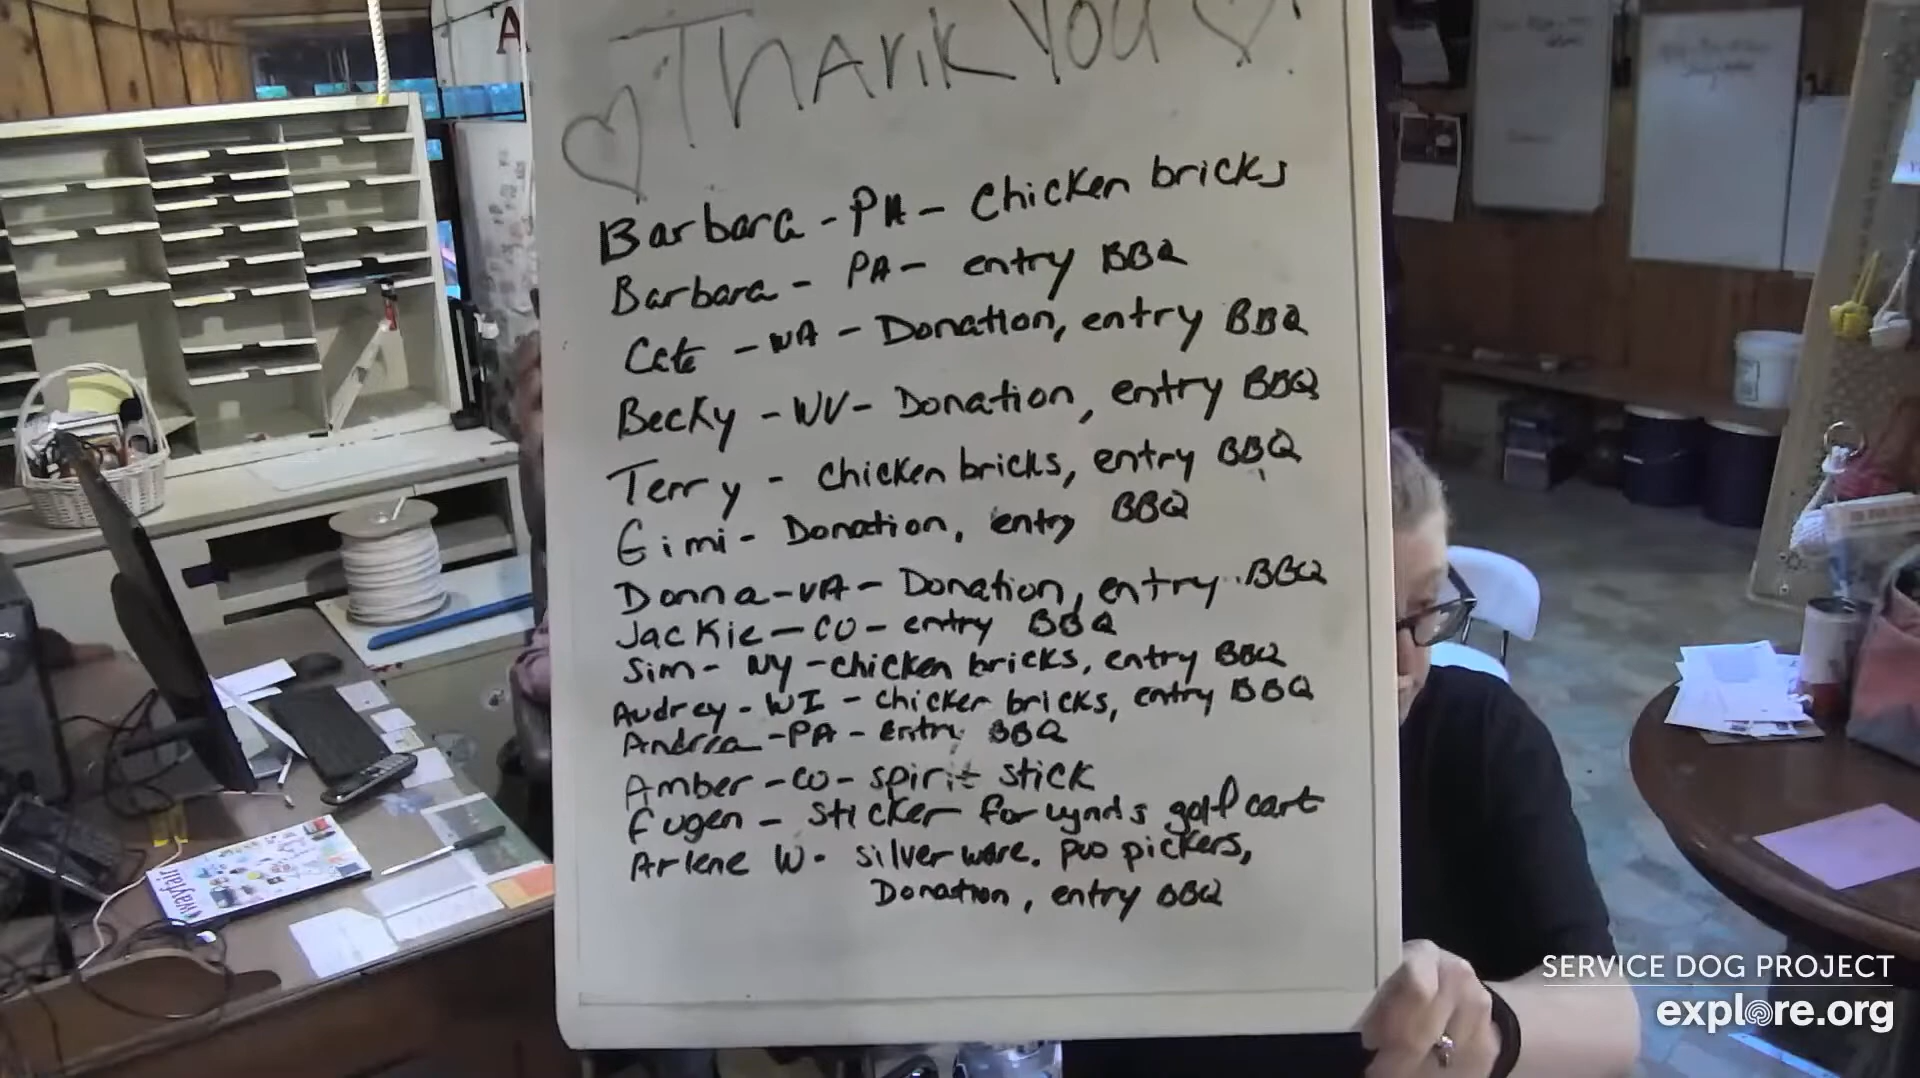 A
♡ THANK YOU ♡!
Barbara - PA - Chicken bricks
Barbara - PA - entry BBQ
Cate - WA - Donation, entry BBQ
Becky - WV - Donation, entry BBQ
Terry - Chicken bricks, entry BBQ
Gimi - Donation, entry BBQ
Donna - VA - Donation, entry BBQ
Jackie - CO - entry BBQ
Sim - NY - chicken bricks, entry BBQ
Audrey - WI - chicken bricks, entry BBQ
Andrea - PA - entry BBQ
Amber - CO - spirit stick
Eugen - sticker for Lynn's golf cart
Arlene W - silverware. poo pickers,
Donation, entry BBQ
wayfair
SERVICE DOG PROJECT
explore.org